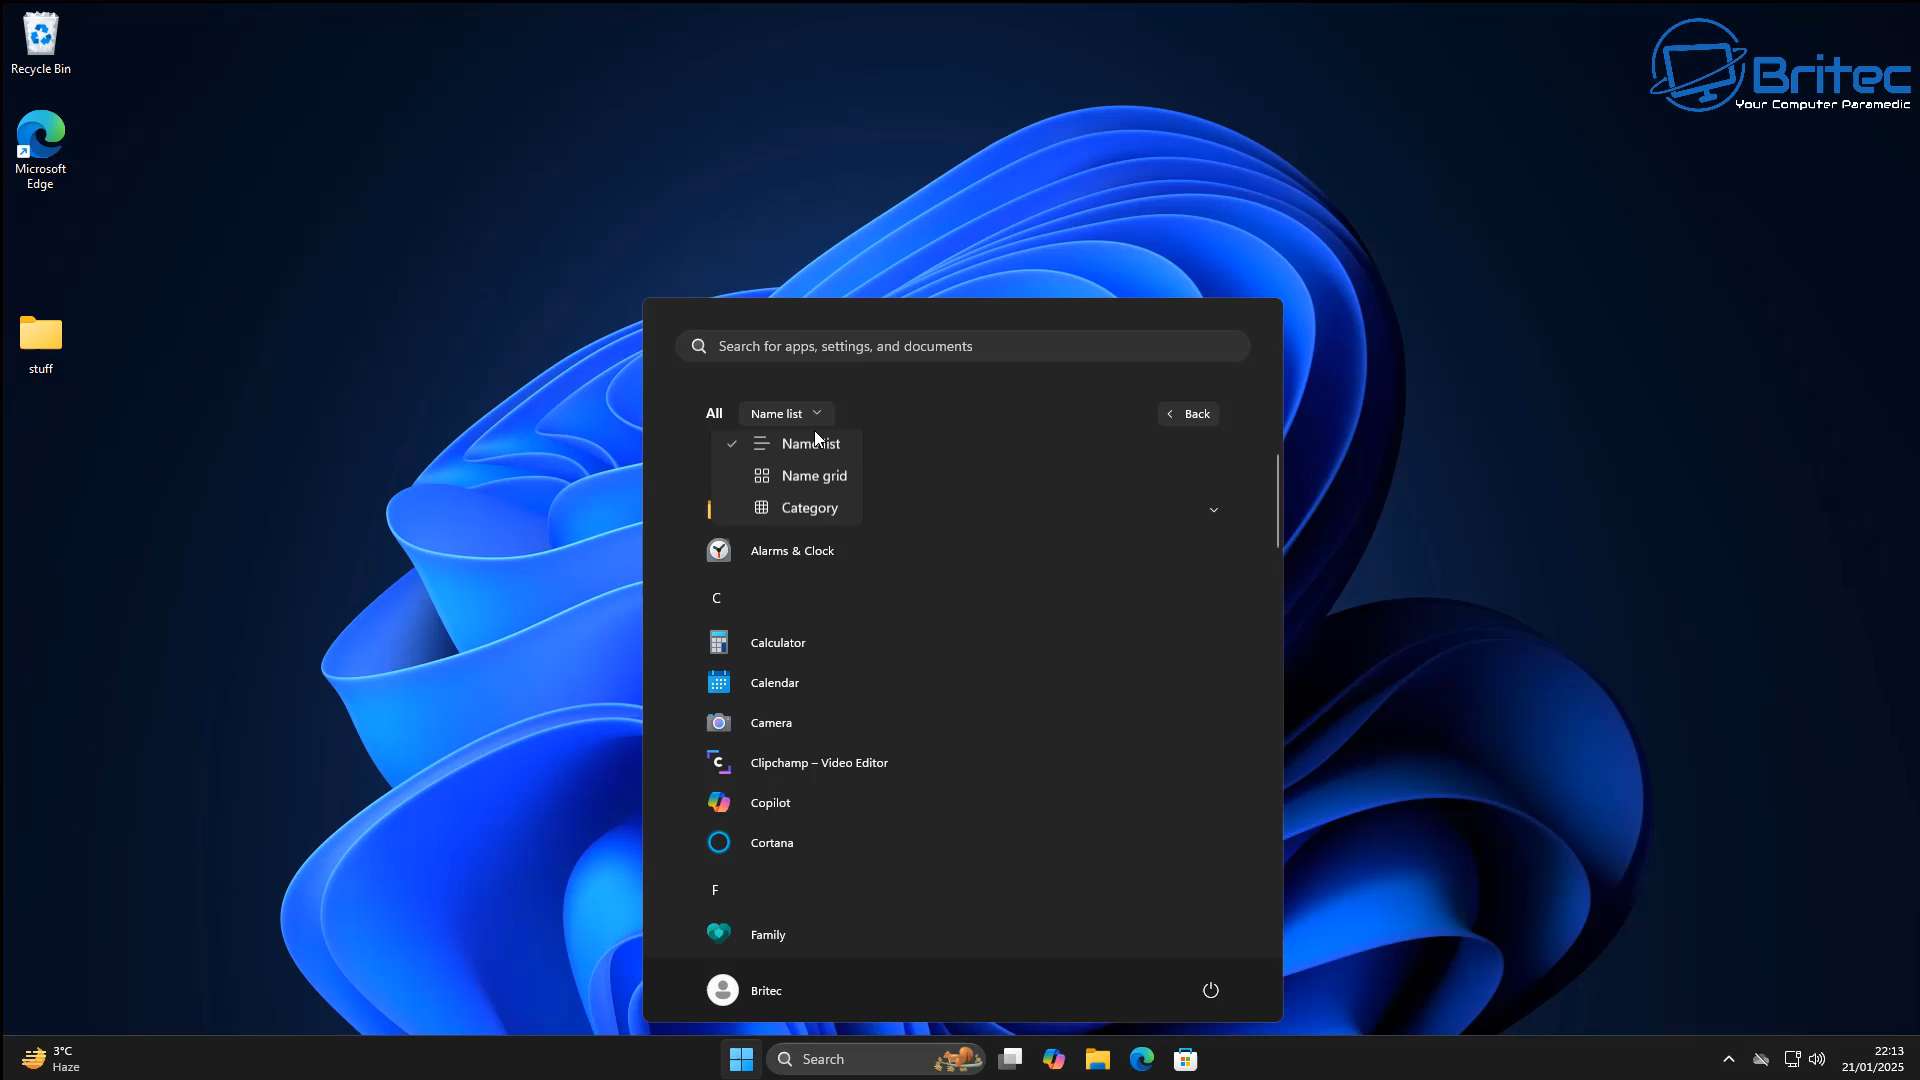 Recycle Bin
Microsoft
Edge
stuff
Britec
Your Computer Paramedic
Search for apps, settings, and documents
All
Name list
Back
Name list
Name grid
Category
Alarms & Clock
C
Calculator
Calendar
Camera
Clipchamp – Video Editor
Copilot
Cortana
F
Family
Britec
3°C
Haze
Search
22:13
21/01/2025